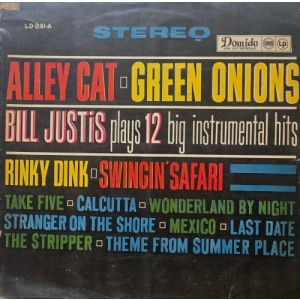 LD-241-A
STEREO
Domido
LP
ALLEY CAT GREEN ONIONS
BILL JUSTIS plays 12 big instrumental hits
RINKY DINK SWINGIN' SAFARI
TAKE FIVE CALCUTTA WONDERLAND BY NIGHT
STRANGER ON THE SHORE MEXICO LAST DATE
THE STRIPPER THEME FROM SUMMER PLACE